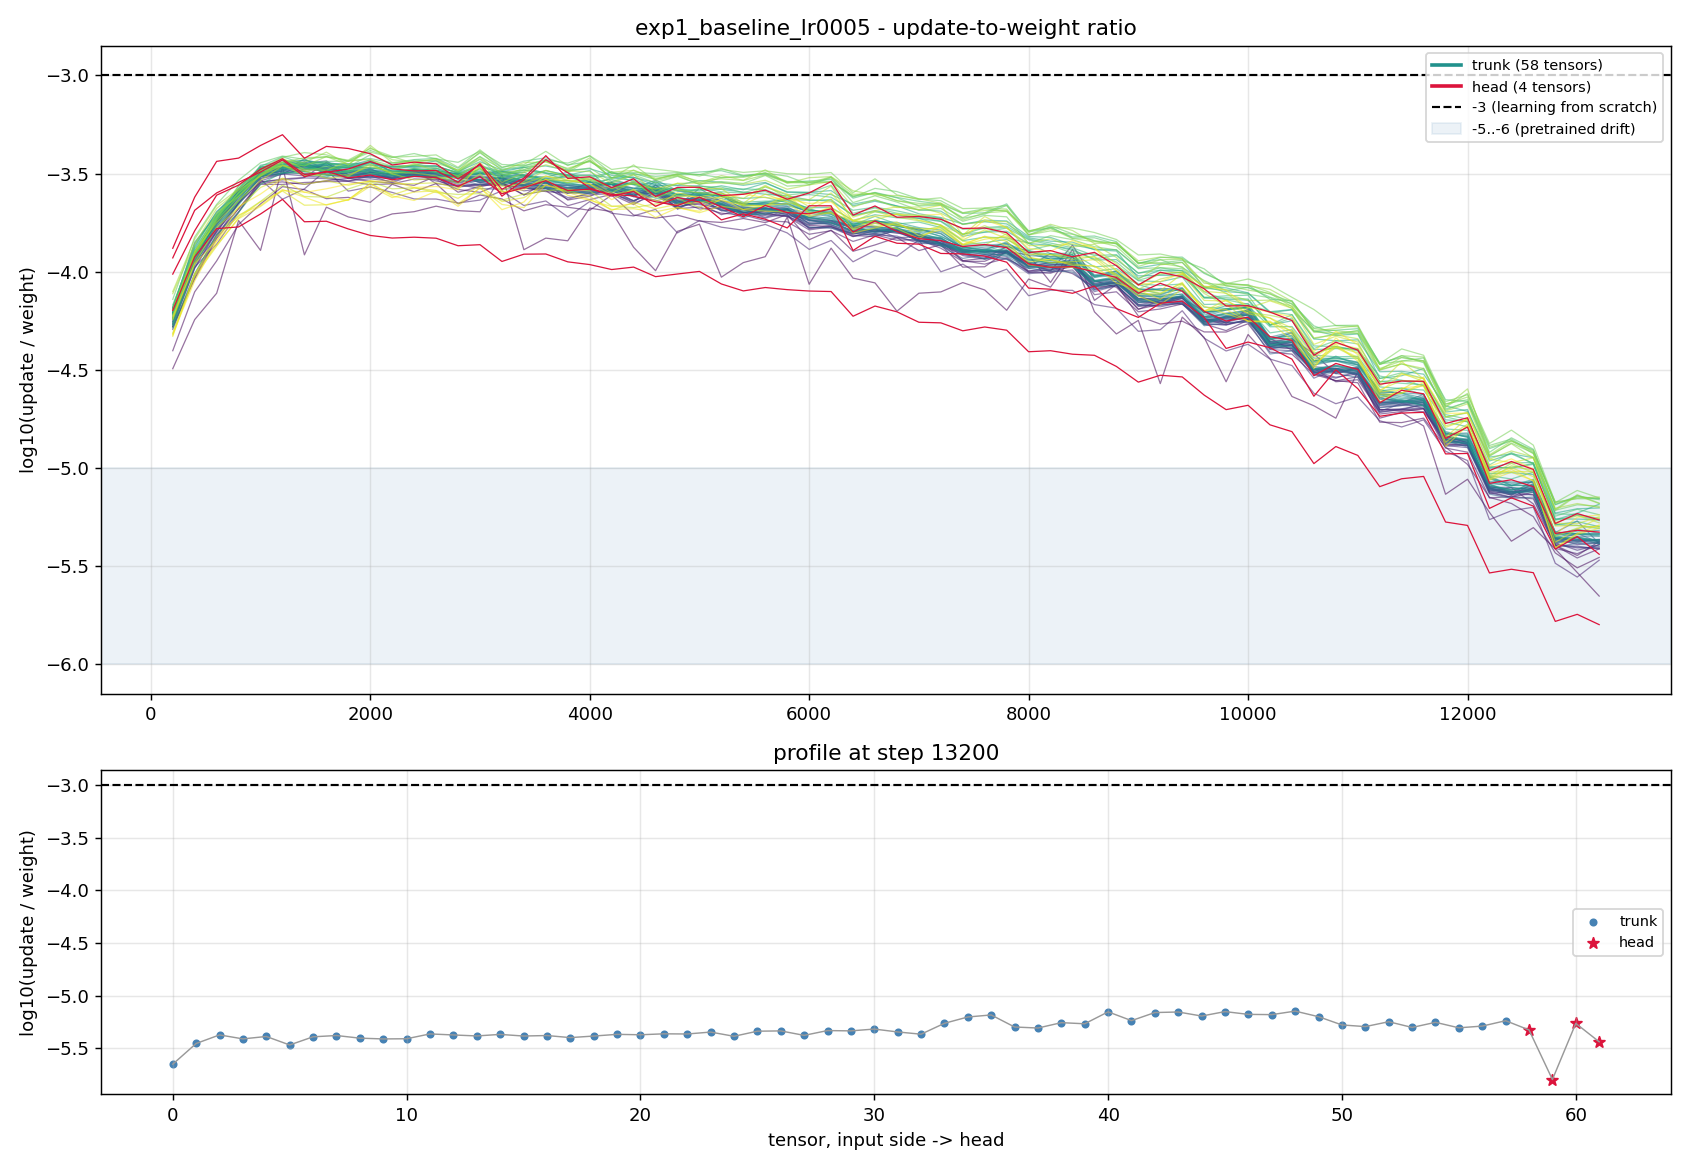 exp1_baseline_lr0005 - update-to-weight ratio
trunk (58 tensors)
head (4 tensors)
-3 (learning from scratch)
-5..-6 (pretrained drift)
log10(update / weight)
−3.0
−3.5
−4.0
−4.5
−5.0
−5.5
−6.0
0 2000 4000 6000 8000 10000 12000
profile at step 13200
trunk
head
log10(update / weight)
−3.0
−3.5
−4.0
−4.5
−5.0
−5.5
0 10 20 30 40 50 60
tensor, input side -> head